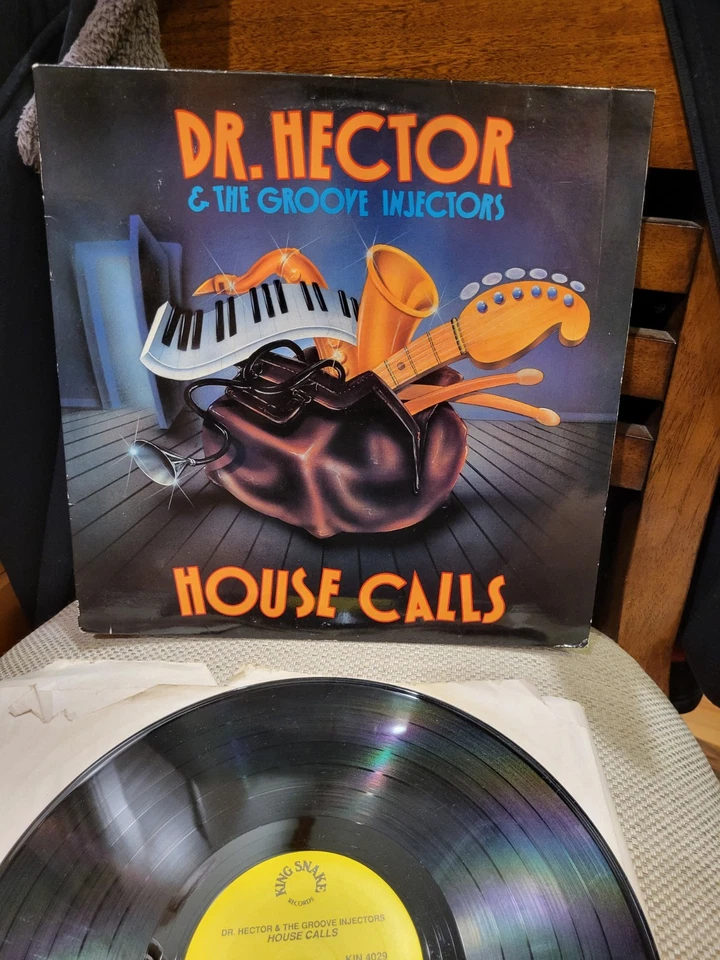 DR. HECTOR
& THE GROOVE INJECTORS
HOUSE CALLS
KING SNAKE
RECORDS
DR. HECTOR & THE GROOVE INJECTORS
HOUSE CALLS
KIN 4029